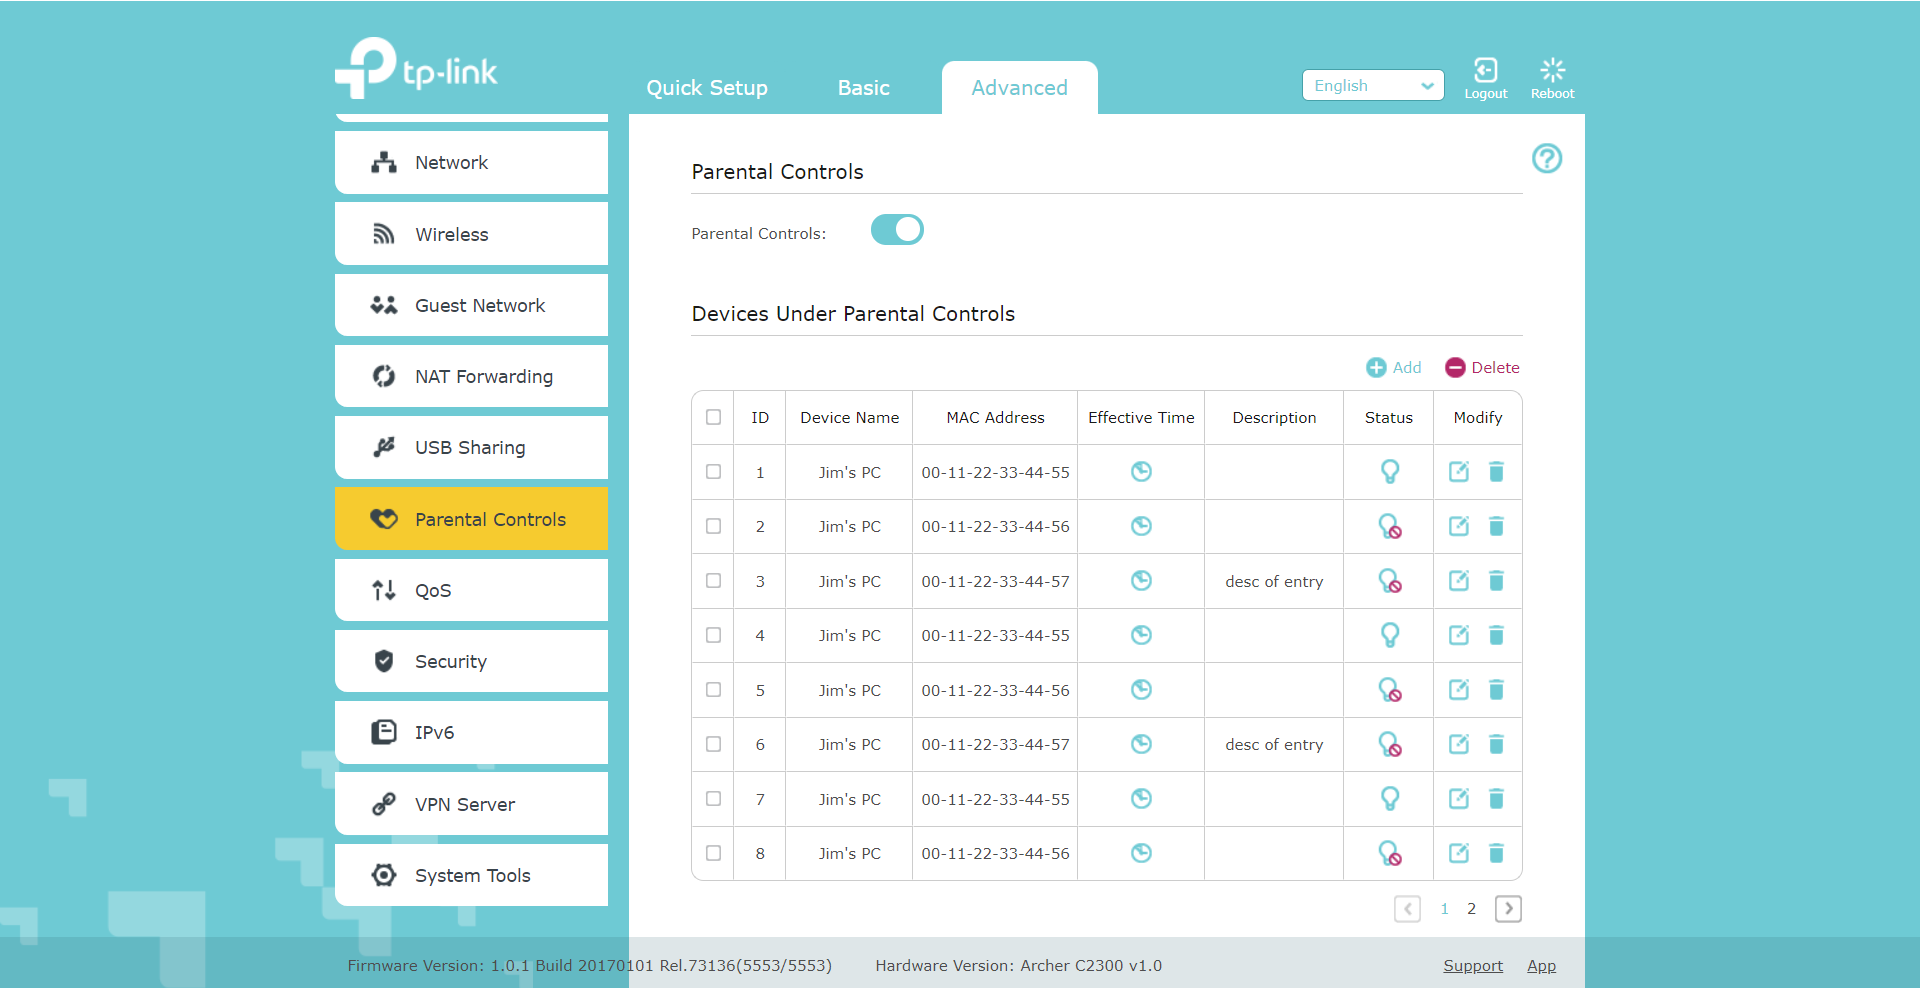 tp-link
Quick Setup
Basic
Advanced
English
Logout
Reboot
Network
Wireless
Guest Network
NAT Forwarding
USB Sharing
Parental Controls
QoS
Security
IPv6
VPN Server
System Tools
Parental Controls
Parental Controls:
Devices Under Parental Controls
Add Delete
ID Device Name MAC Address Effective Time Description Status Modify
1 Jim's PC 00-11-22-33-44-55
2 Jim's PC 00-11-22-33-44-56
3 Jim's PC 00-11-22-33-44-57 desc of entry
4 Jim's PC 00-11-22-33-44-55
5 Jim's PC 00-11-22-33-44-56
6 Jim's PC 00-11-22-33-44-57 desc of entry
7 Jim's PC 00-11-22-33-44-55
8 Jim's PC 00-11-22-33-44-56
1 2
Firmware Version: 1.0.1 Build 20170101 Rel.73136(5553/5553) Hardware Version: Archer C2300 v1.0 Support App